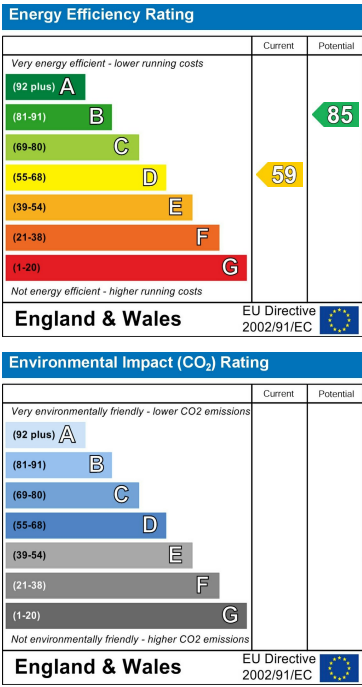 Energy Efficiency Rating
Current Potential
Very energy efficient - lower running costs
(92 plus) A
(81-91) B 85
(69-80) C
(55-68) D 59
(39-54) E
(21-38) F
(1-20) G
Not energy efficient - higher running costs
England & Wales
EU Directive
2002/91/EC
Environmental Impact (CO₂) Rating
Current Potential
Very environmentally friendly - lower CO2 emissions
(92 plus) A
(81-91) B
(69-80) C
(55-68) D
(39-54) E
(21-38) F
(1-20) G
Not environmentally friendly - higher CO2 emissions
England & Wales
EU Directive
2002/91/EC